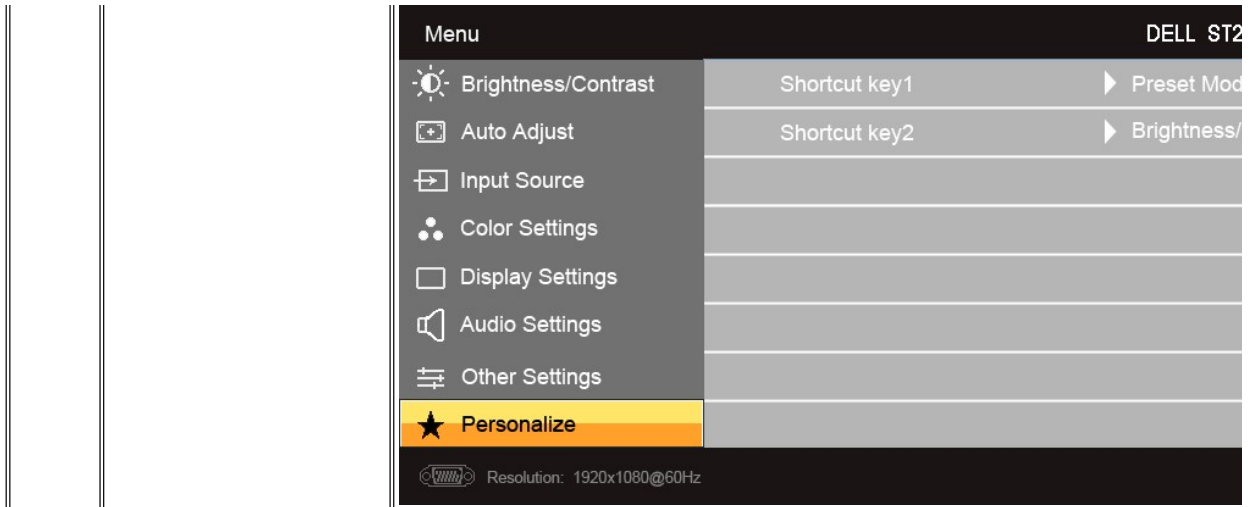 Menu DELL ST2
Brightness/Contrast Shortcut key1 Preset Mod
Auto Adjust Shortcut key2 Brightness/
Input Source
Color Settings
Display Settings
Audio Settings
Other Settings
Personalize
Resolution: 1920x1080@60Hz